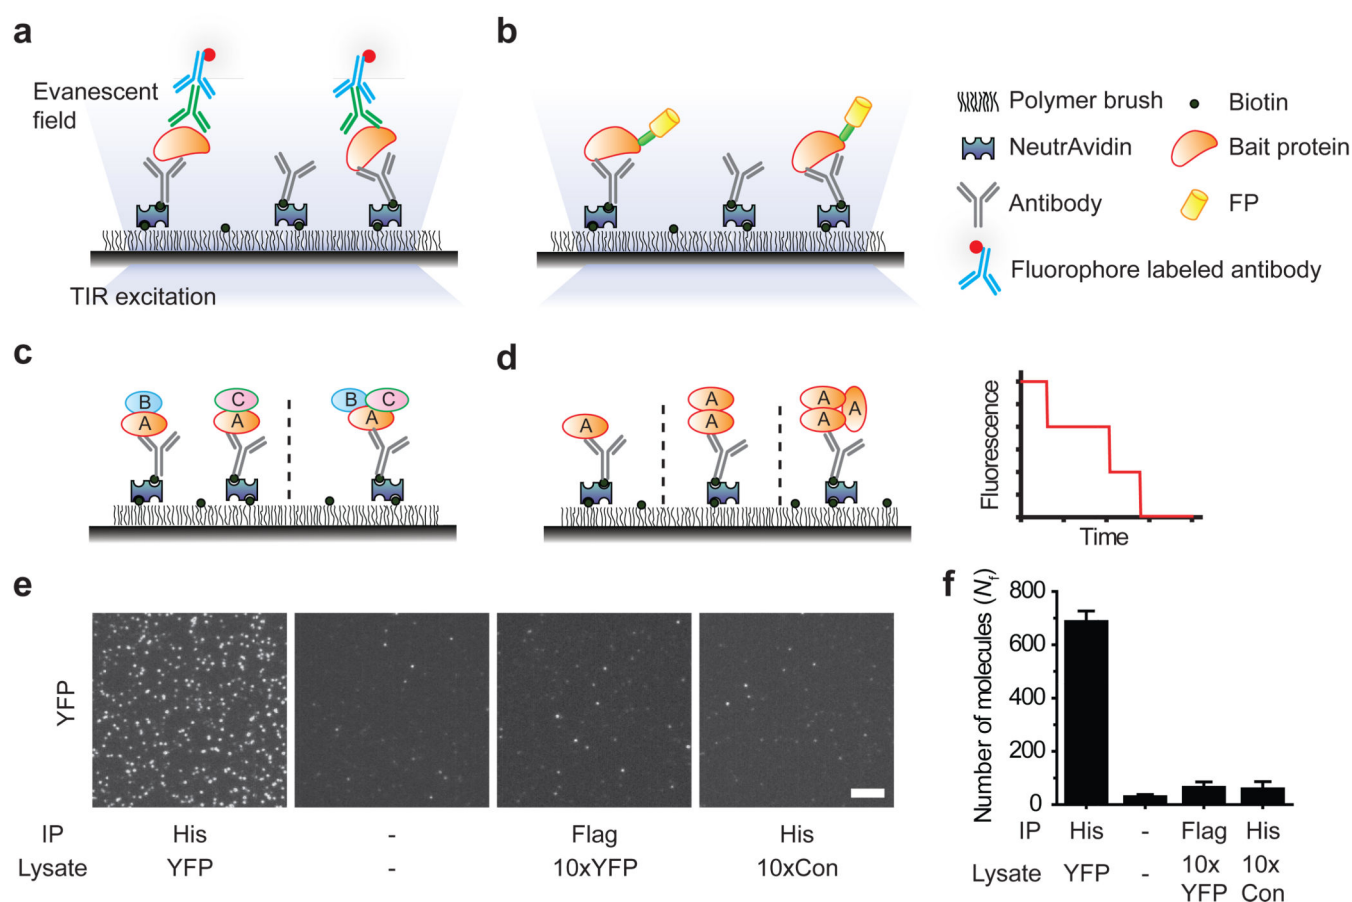 a
b
Evanescent
field
TIR excitation
Polymer brush
Biotin
NeutrAvidin
Bait protein
Antibody
FP
Fluorophore labeled antibody
c
B
A
C
A
B
C
A
d
A
A
A
A
A
A
Fluorescence
Time
e
YFP
IP His - Flag His
Lysate YFP - 10xYFP 10xCon
f
Number of molecules (Nf)
800
600
400
200
0
IP His - Flag His
Lysate YFP - 10x 10x
YFP Con